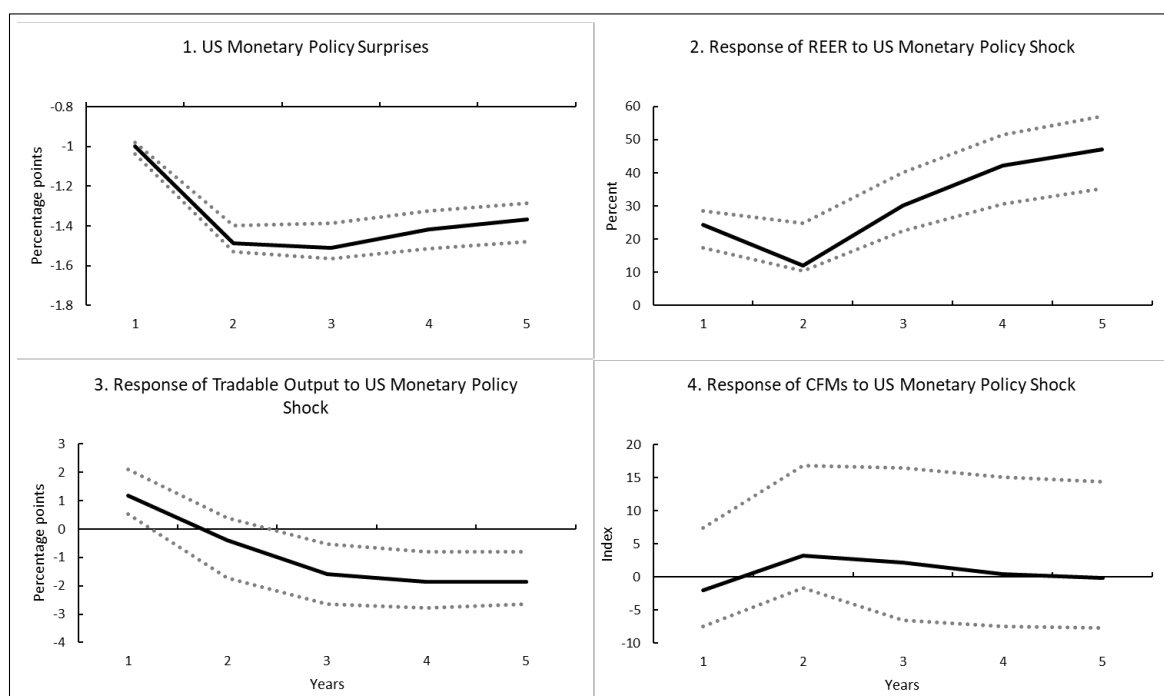 1. US Monetary Policy Surprises
Percentage points
-0.8
-1
-1.2
-1.4
-1.6
-1.8
1 2 3 4 5
2. Response of REER to US Monetary Policy Shock
Percent
60
50
40
30
20
10
0
1 2 3 4 5
3. Response of Tradable Output to US Monetary Policy
Shock
Percentage points
3
2
1
0
-1
-2
-3
-4
1 2 3 4 5
Years
4. Response of CFMs to US Monetary Policy Shock
Index
20
15
10
5
0
-5
-10
1 2 3 4 5
Years